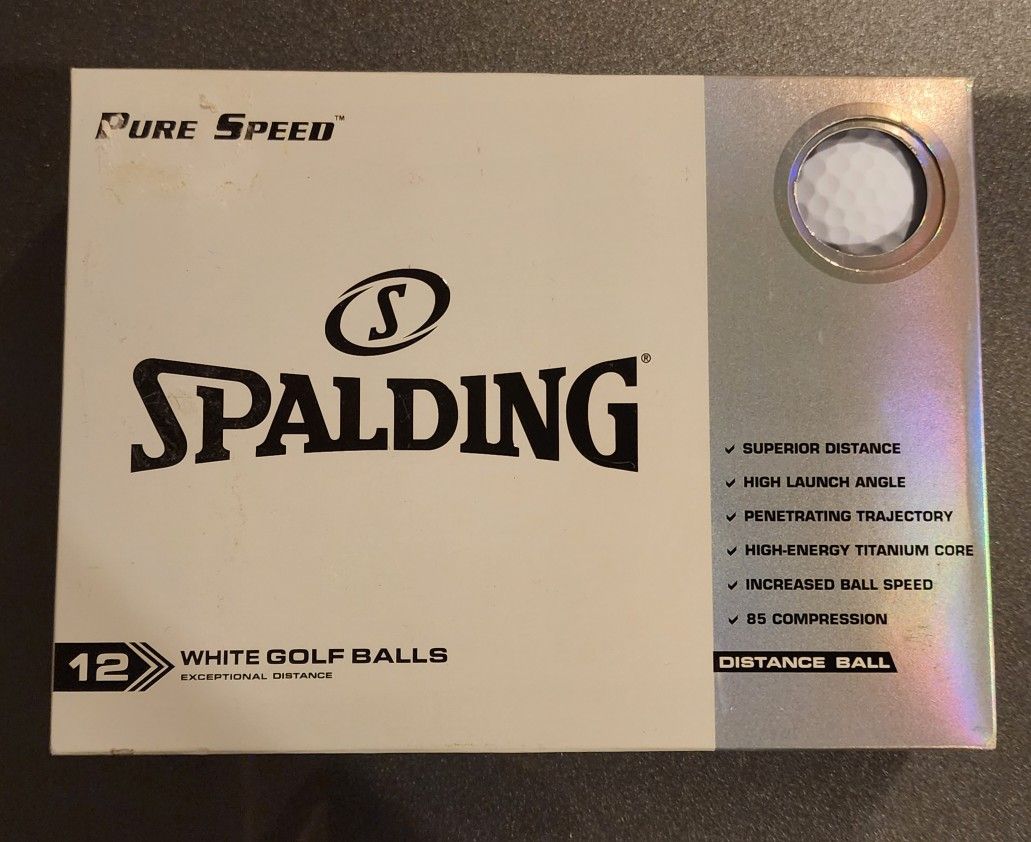 PURE SPEED™
S
SPALDING®
✓ SUPERIOR DISTANCE
✓ HIGH LAUNCH ANGLE
✓ PENETRATING TRAJECTORY
✓ HIGH-ENERGY TITANIUM CORE
✓ INCREASED BALL SPEED
✓ 85 COMPRESSION
DISTANCE BALL
12 WHITE GOLF BALLS
EXCEPTIONAL DISTANCE